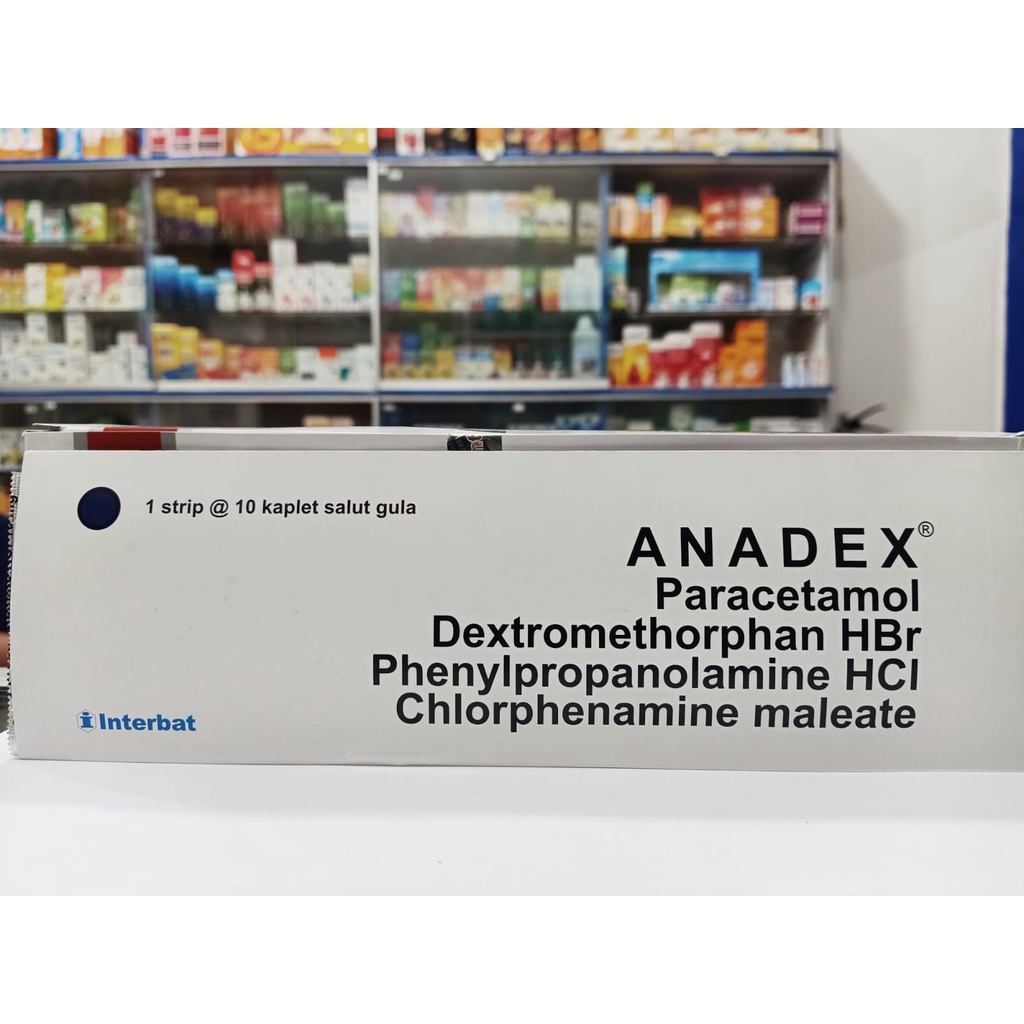 1 strip @ 10 kaplet salut gula
ANADEX®
Paracetamol
Dextromethorphan HBr
Phenylpropanolamine HCl
Chlorphenamine maleate
Interbat